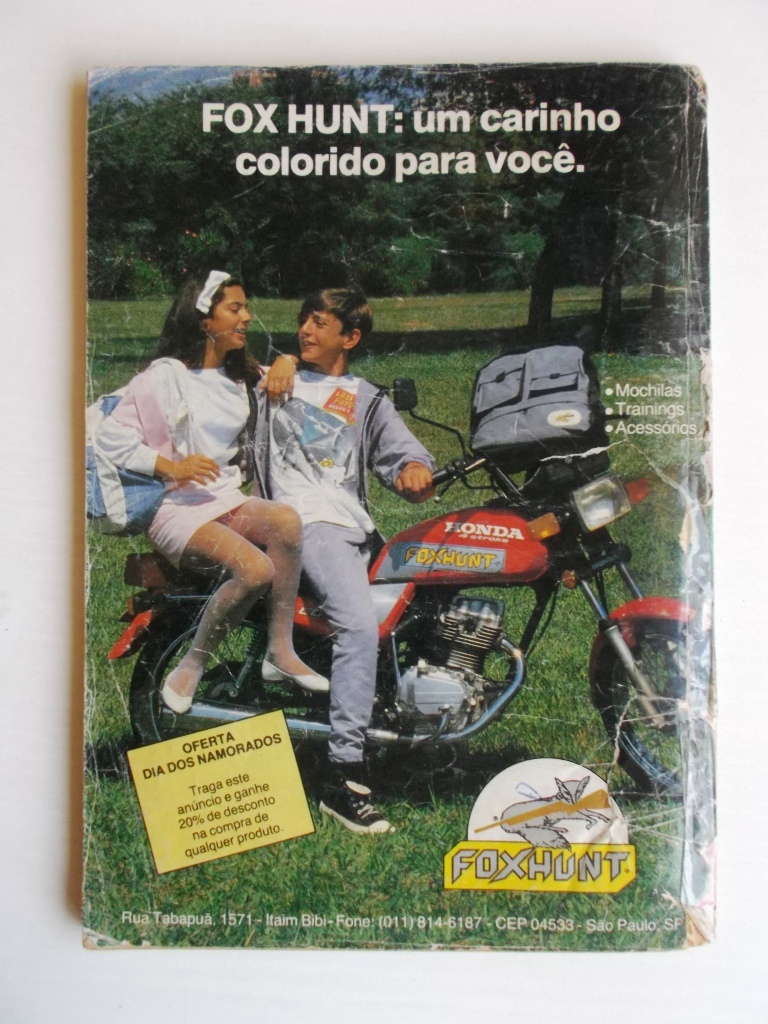 FOX HUNT: um carinho
colorido para você.
• Mochilas
• Trainings
• Acessórios
HONDA
4 stroke
FOXHUNT
OFERTA
DIA DOS NAMORADOS
Traga este
anúncio e ganhe
20% de desconto
na compra de
qualquer produto.
FOXHUNT
Rua Tabapuã, 1571 - Itaim Bibi - Fone: (011) 814-6187 - CEP 04533 - São Paulo, SP